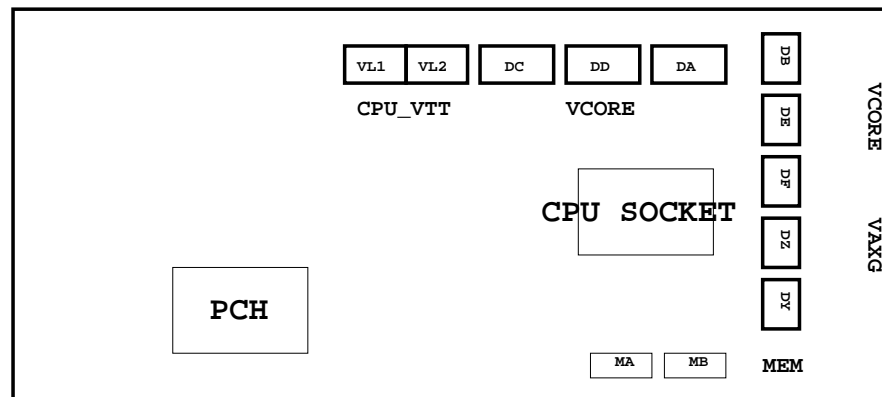 VL1 VL2 DC DD DA DB
CPU_VTT VCORE
DE
VCORE
DF
CPU SOCKET
DZ
VAXG
PCH
DY
MA MB MEM